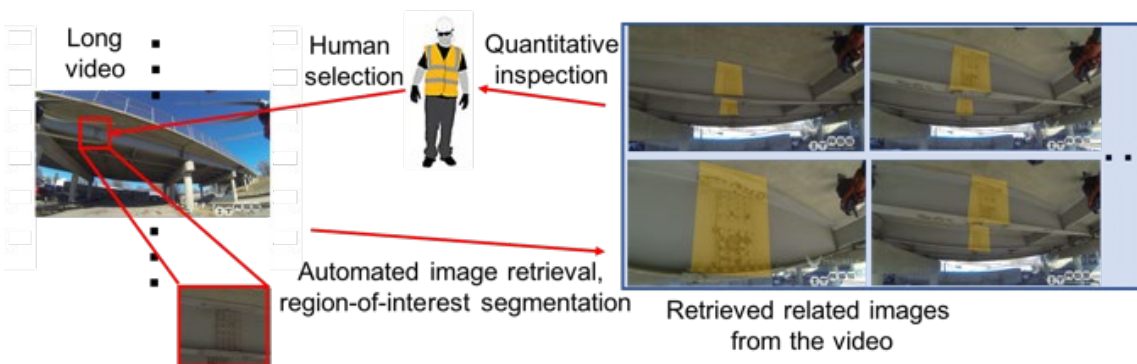 Long
video
Human
selection
Quantitative
inspection
Automated image retrieval,
region-of-interest segmentation
Retrieved related images
from the video